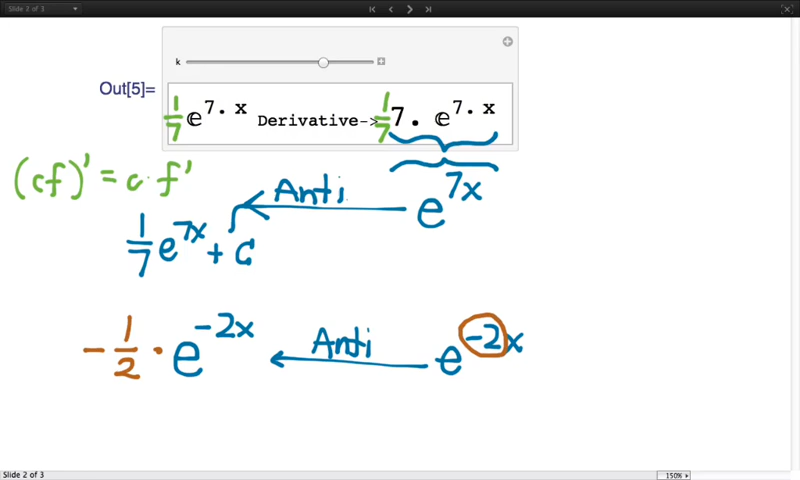 Slide 2 of 3
k
Out[5]=
1/7 e^7. x Derivative-> 1/7 7. e^7. x
(cf)' = c · f'
Anti
e^7x
1/7 e^7x + C
-1/2 · e^-2x
Anti
e^-2x
Slide 2 of 3
150%